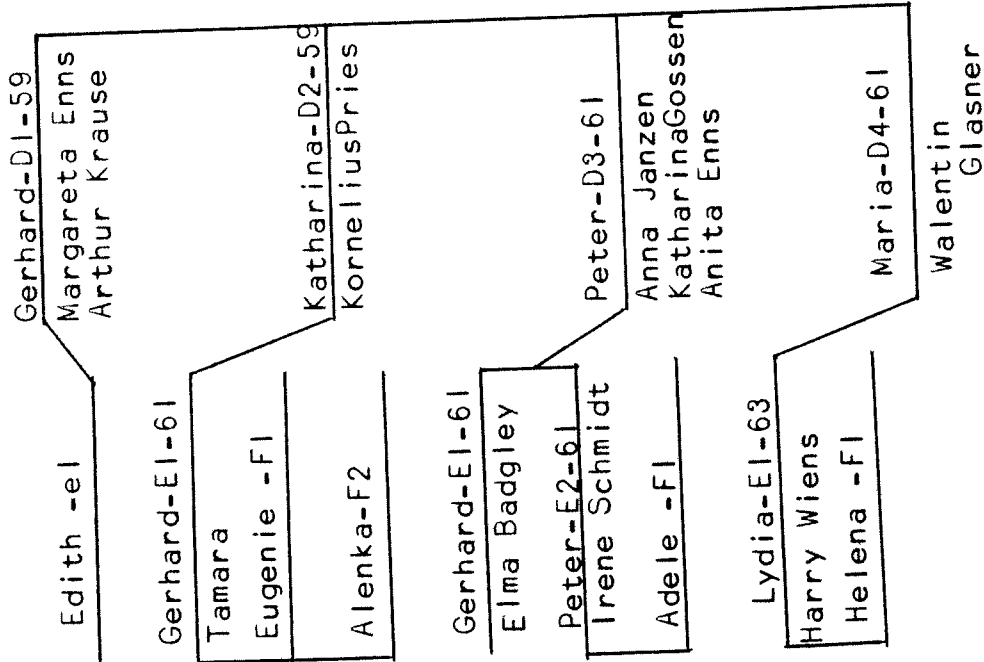 Gerhard-D1-59
Margareta Enns
Arthur Krause
Edith -e1
Katharina-D2-59
KorneliusPries
Gerhard-E1-61
Tamara
Eugenie -F1
Alenka-F2
Peter-D3-61
Anna Janzen
KatharinaGossen
Anita Enns
Gerhard-E1-61
Elma Badgley
Peter-E2-61
Irene Schmidt
Adele -F1
Maria-D4-61
Walentin
Glasner
Lydia-E1-63
Harry Wiens
Helena -F1